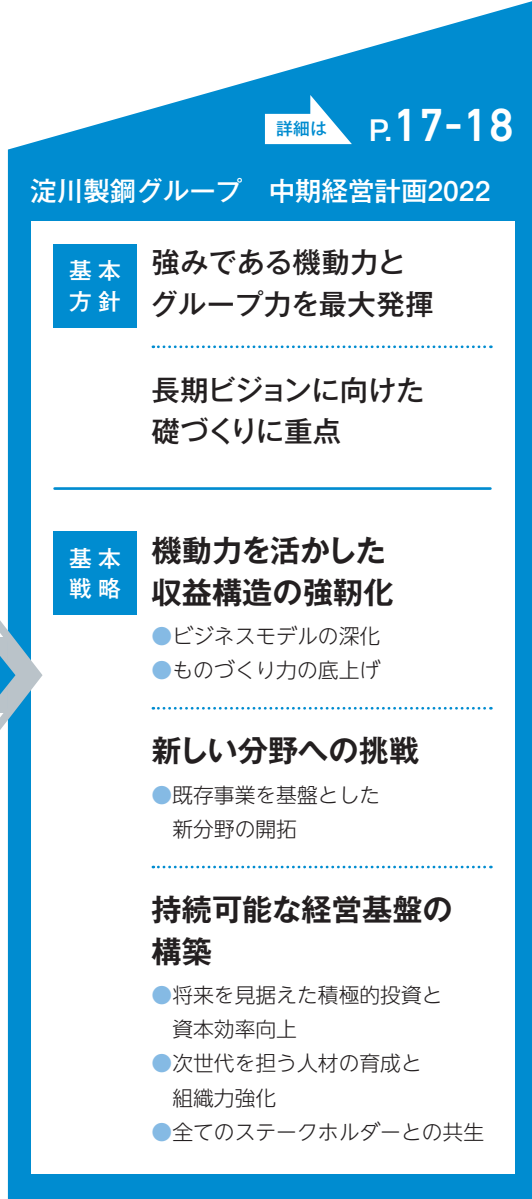 詳細は P.17-18
淀川製鋼グループ 中期経営計画2022
基本
方針
強みである機動力と
グループ力を最大発揮
長期ビジョンに向けた
礎づくりに重点
基本
戦略
機動力を活かした
収益構造の強靭化
●ビジネスモデルの深化
●ものづくり力の底上げ
新しい分野への挑戦
●既存事業を基盤とした
新分野の開拓
持続可能な経営基盤の
構築
●将来を見据えた積極的投資と
資本効率向上
●次世代を担う人材の育成と
組織力強化
●全てのステークホルダーとの共生